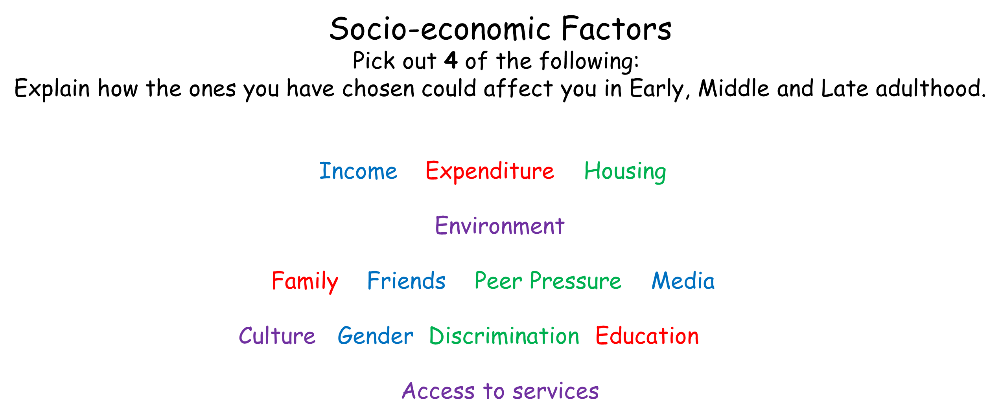 Socio-economic Factors
Pick out 4 of the following:
Explain how the ones you have chosen could affect you in Early, Middle and Late adulthood.
Income Expenditure Housing
Environment
Family Friends Peer Pressure Media
Culture Gender Discrimination Education
Access to services